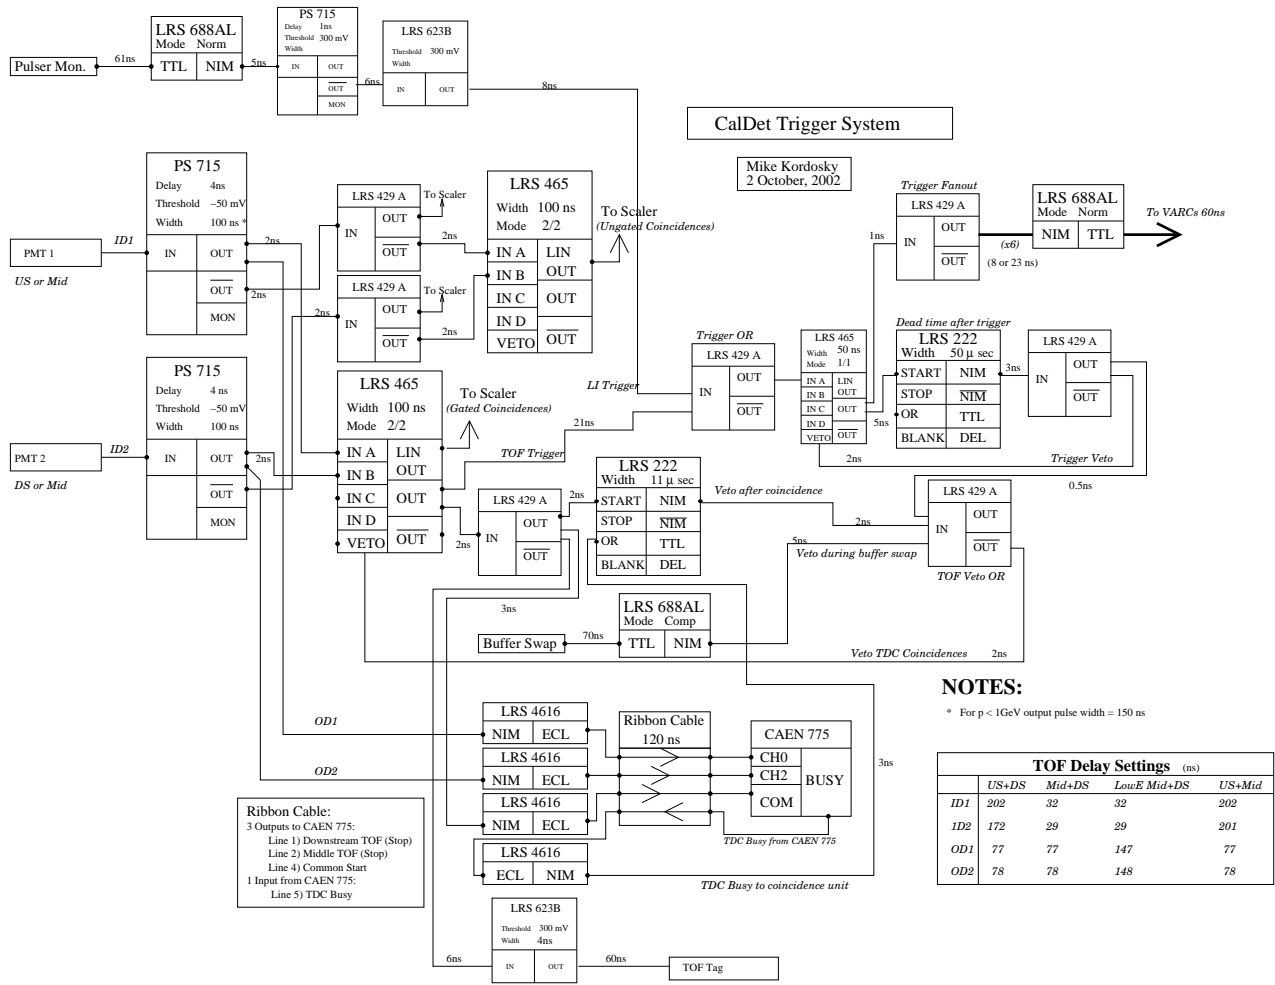 CalDet Trigger System
Mike Kordosky
2 October, 2002
Pulser Mon.
61ns
LRS 688AL
Mode Norm
TTL NIM
5ns
PS 715
Delay 1ns
Threshold 300 mV
Width
IN OUT
OUT
MON
6ns
LRS 623B
Threshold 300 mV
Width
IN OUT
8ns
PMT 1
US or Mid
ID1
PS 715
Delay 4ns
Threshold −50 mV
Width 100 ns *
IN OUT
OUT
MON
2ns
2ns
2ns
LRS 429 A
IN OUT
OUT
To Scaler
2ns
LRS 429 A
IN OUT
OUT
To Scaler
2ns
LRS 465
Width 100 ns
Mode 2/2
IN A LIN
IN B OUT
IN C OUT
IN D
VETO OUT
To Scaler
(Ungated Coincidences)
PMT 2
DS or Mid
ID2
PS 715
Delay 4 ns
Threshold −50 mV
Width 100 ns
IN OUT
OUT
MON
2ns
LRS 465
Width 100 ns
Mode 2/2
IN A LIN
IN B OUT
IN C OUT
IN D
VETO OUT
To Scaler
(Gated Coincidences)
LI Trigger
21ns
TOF Trigger
Trigger OR
LRS 429 A
IN OUT
OUT
LRS 465
Width 50 ns
Mode 1/1
IN A LIN
IN B OUT
IN C OUT
IN D
VETO OUT
1ns
5ns
Trigger Fanout
LRS 429 A
IN OUT
OUT
(x6)
(8 or 23 ns)
LRS 688AL
Mode Norm
NIM TTL
To VARCs 60ns
Dead time after trigger
LRS 222
Width 50 μ sec
START NIM
STOP NIM
OR TTL
BLANK DEL
3ns
LRS 429 A
IN OUT
OUT
2ns
Trigger Veto
0.5ns
2ns
LRS 429 A
IN OUT
OUT
2ns
LRS 222
Width 11 μ sec
START NIM
STOP NIM
OR TTL
BLANK DEL
Veto after coincidence
2ns
5ns
Veto during buffer swap
LRS 429 A
IN OUT
OUT
TOF Veto OR
3ns
Buffer Swap
70ns
LRS 688AL
Mode Comp
TTL NIM
Veto TDC Coincidences 2ns
OD1
OD2
LRS 4616
NIM ECL
LRS 4616
NIM ECL
LRS 4616
NIM ECL
LRS 4616
ECL NIM
Ribbon Cable
120 ns
CAEN 775
CH0
CH2
COM
BUSY
TDC Busy from CAEN 775
3ns
TDC Busy to coincidence unit
Ribbon Cable:
3 Outputs to CAEN 775:
Line 1) Downstream TOF (Stop)
Line 2) Middle TOF (Stop)
Line 4) Common Start
1 Input from CAEN 775:
Line 5) TDC Busy
6ns
LRS 623B
Threshold 300 mV
Width 4ns
IN OUT
60ns
TOF Tag
NOTES:
* For p < 1GeV output pulse width = 150 ns
TOF Delay Settings (ns)
US+DS Mid+DS LowE Mid+DS US+Mid
ID1 202 32 32 202
1D2 172 29 29 201
OD1 77 77 147 77
OD2 78 78 148 78